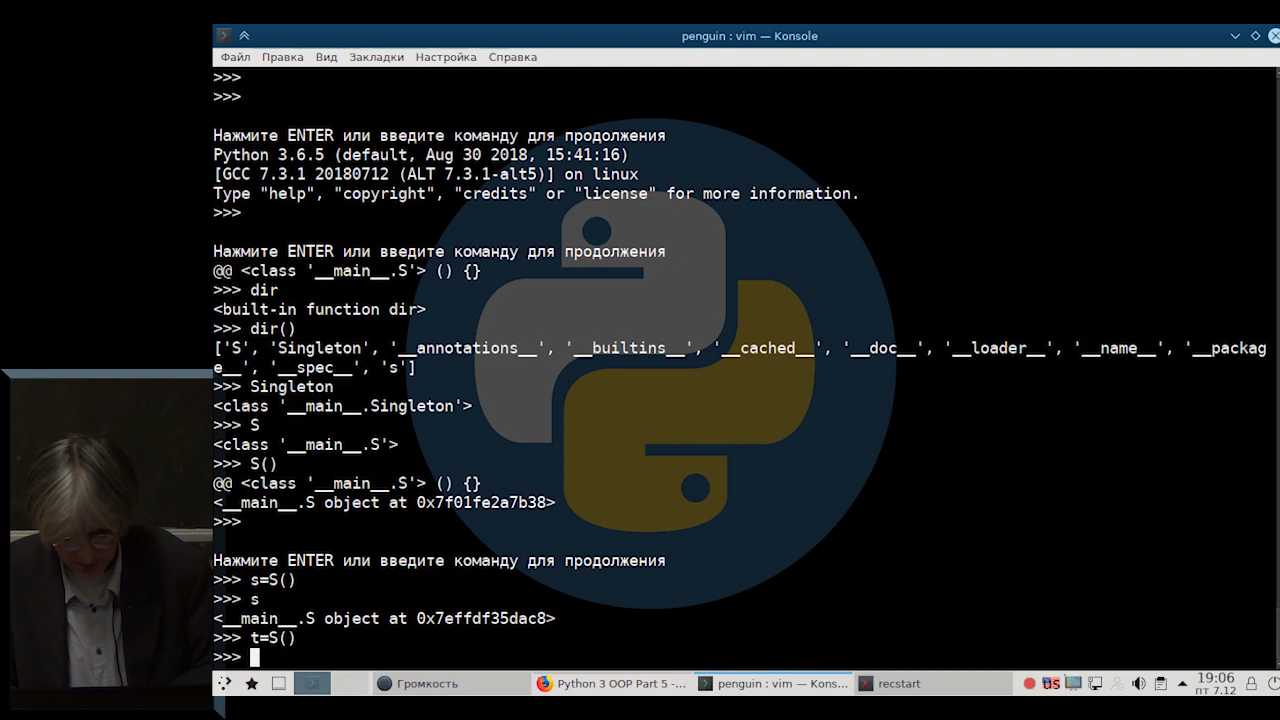 penguin : vim — Konsole
Файл Правка Вид Закладки Настройка Справка
>>>
>>>
Нажмите ENTER или введите команду для продолжения
Python 3.6.5 (default, Aug 30 2018, 15:41:16)
[GCC 7.3.1 20180712 (ALT 7.3.1-alt5)] on linux
Type "help", "copyright", "credits" or "license" for more information.
>>>
Нажмите ENTER или введите команду для продолжения
@@ <class '__main__.S'> () {}
>>> dir
<built-in function dir>
>>> dir()
['S', 'Singleton', '__annotations__', '__builtins__', '__cached__', '__doc__', '__loader__', '__name__', '__packag
e__', '__spec__', 's']
>>> Singleton
<class '__main__.Singleton'>
>>> S
<class '__main__.S'>
>>> S()
@@ <class '__main__.S'> () {}
<__main__.S object at 0x7f01fe2a7b38>
>>>
Нажмите ENTER или введите команду для продолжения
>>> s=S()
>>> s
<__main__.S object at 0x7effdf35dac8>
>>> t=S()
>>>
Громкость Python 3 OOP Part 5 -... penguin : vim — Kons... recstart us 19:06
пт 7.12